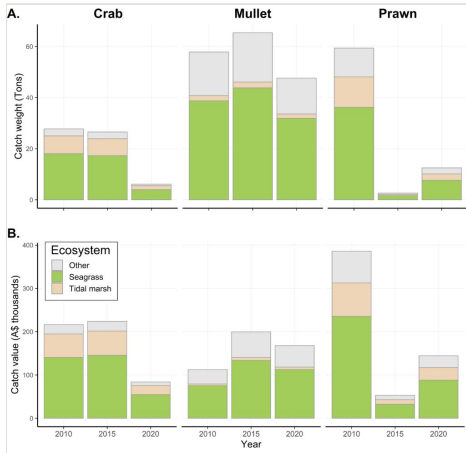 A.
Crab
Mullet
Prawn
Catch weight (Tons)
60
40
20
0
B.
Catch value (A$ thousands)
400
300
200
100
0
Ecosystem
Other
Seagrass
Tidal marsh
2010 2015 2020
2010 2015 2020
2010 2015 2020
Year